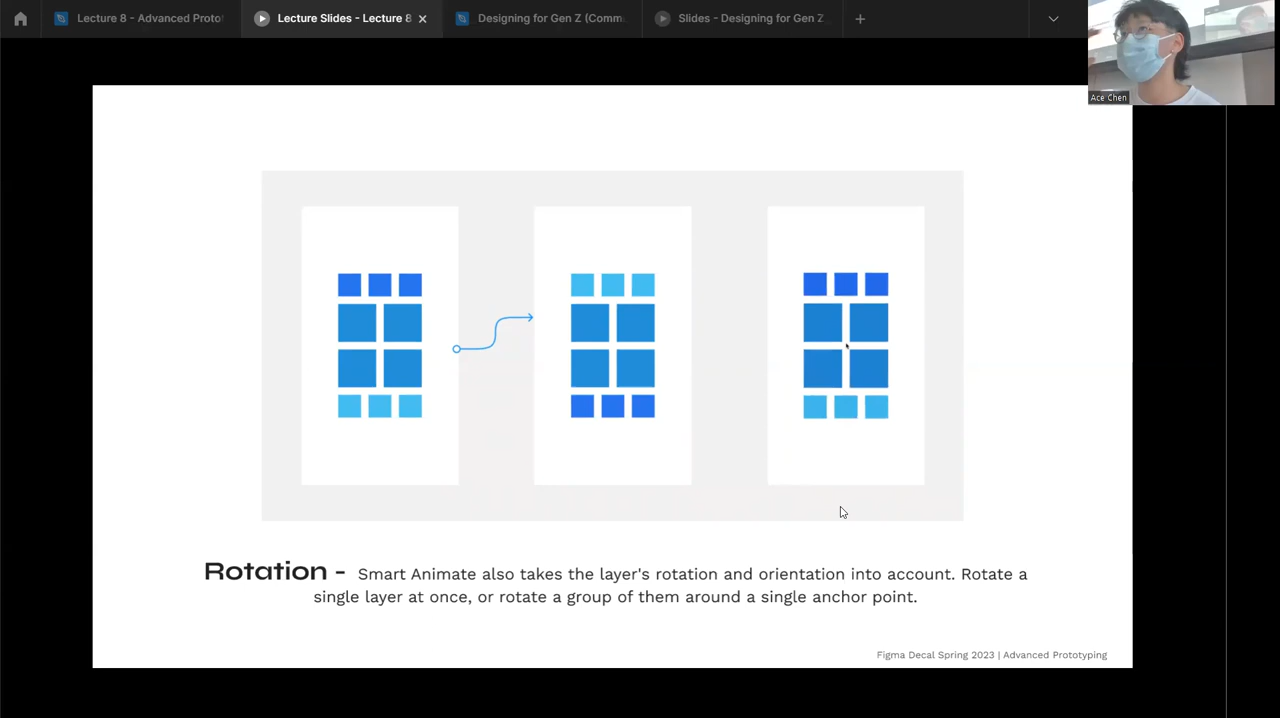 Lecture 8 - Advanced Proto
Lecture Slides - Lecture 8
Designing for Gen Z (Comm
Slides - Designing for Gen Z
Ace Chen
Rotation - Smart Animate also takes the layer's rotation and orientation into account. Rotate a
single layer at once, or rotate a group of them around a single anchor point.
Figma Decal Spring 2023 | Advanced Prototyping